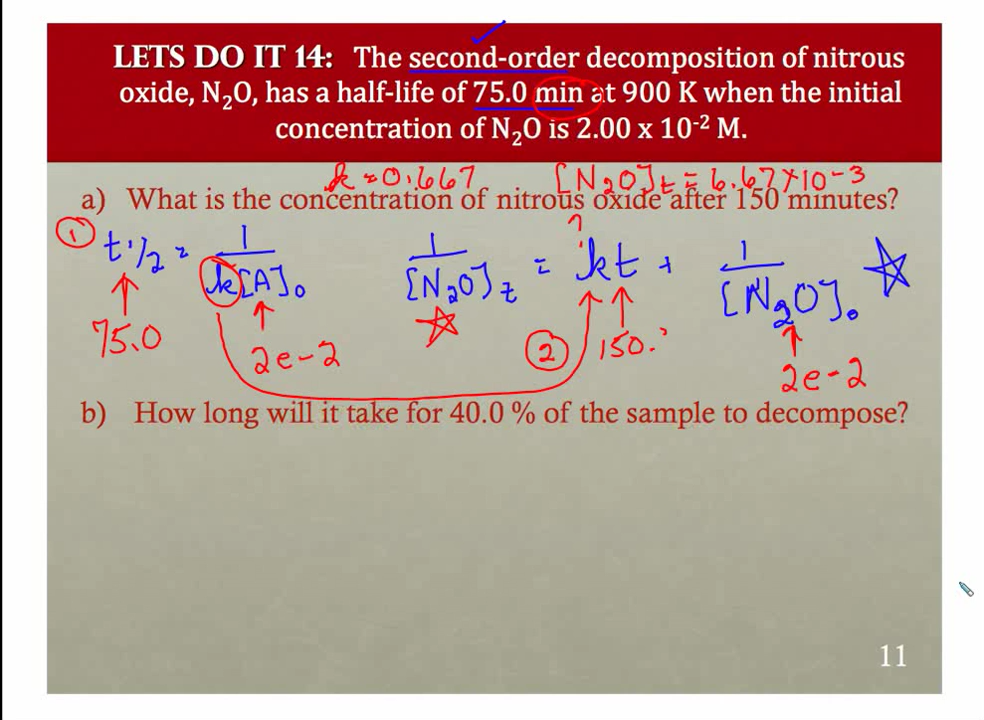 LETS DO IT 14: The second-order decomposition of nitrous
oxide, N₂O, has a half-life of 75.0 min at 900 K when the initial
concentration of N₂O is 2.00 x 10⁻² M.
k = 0.667 [N₂O]t = 6.67 × 10⁻³
a) What is the concentration of nitrous oxide after 150 minutes?
① t1/2 = 1/k[A]₀ 1/[N₂O]t = kt + 1/[N₂O]₀
?
75.0 2e-2 ② 150. 2e-2
b) How long will it take for 40.0 % of the sample to decompose?
11